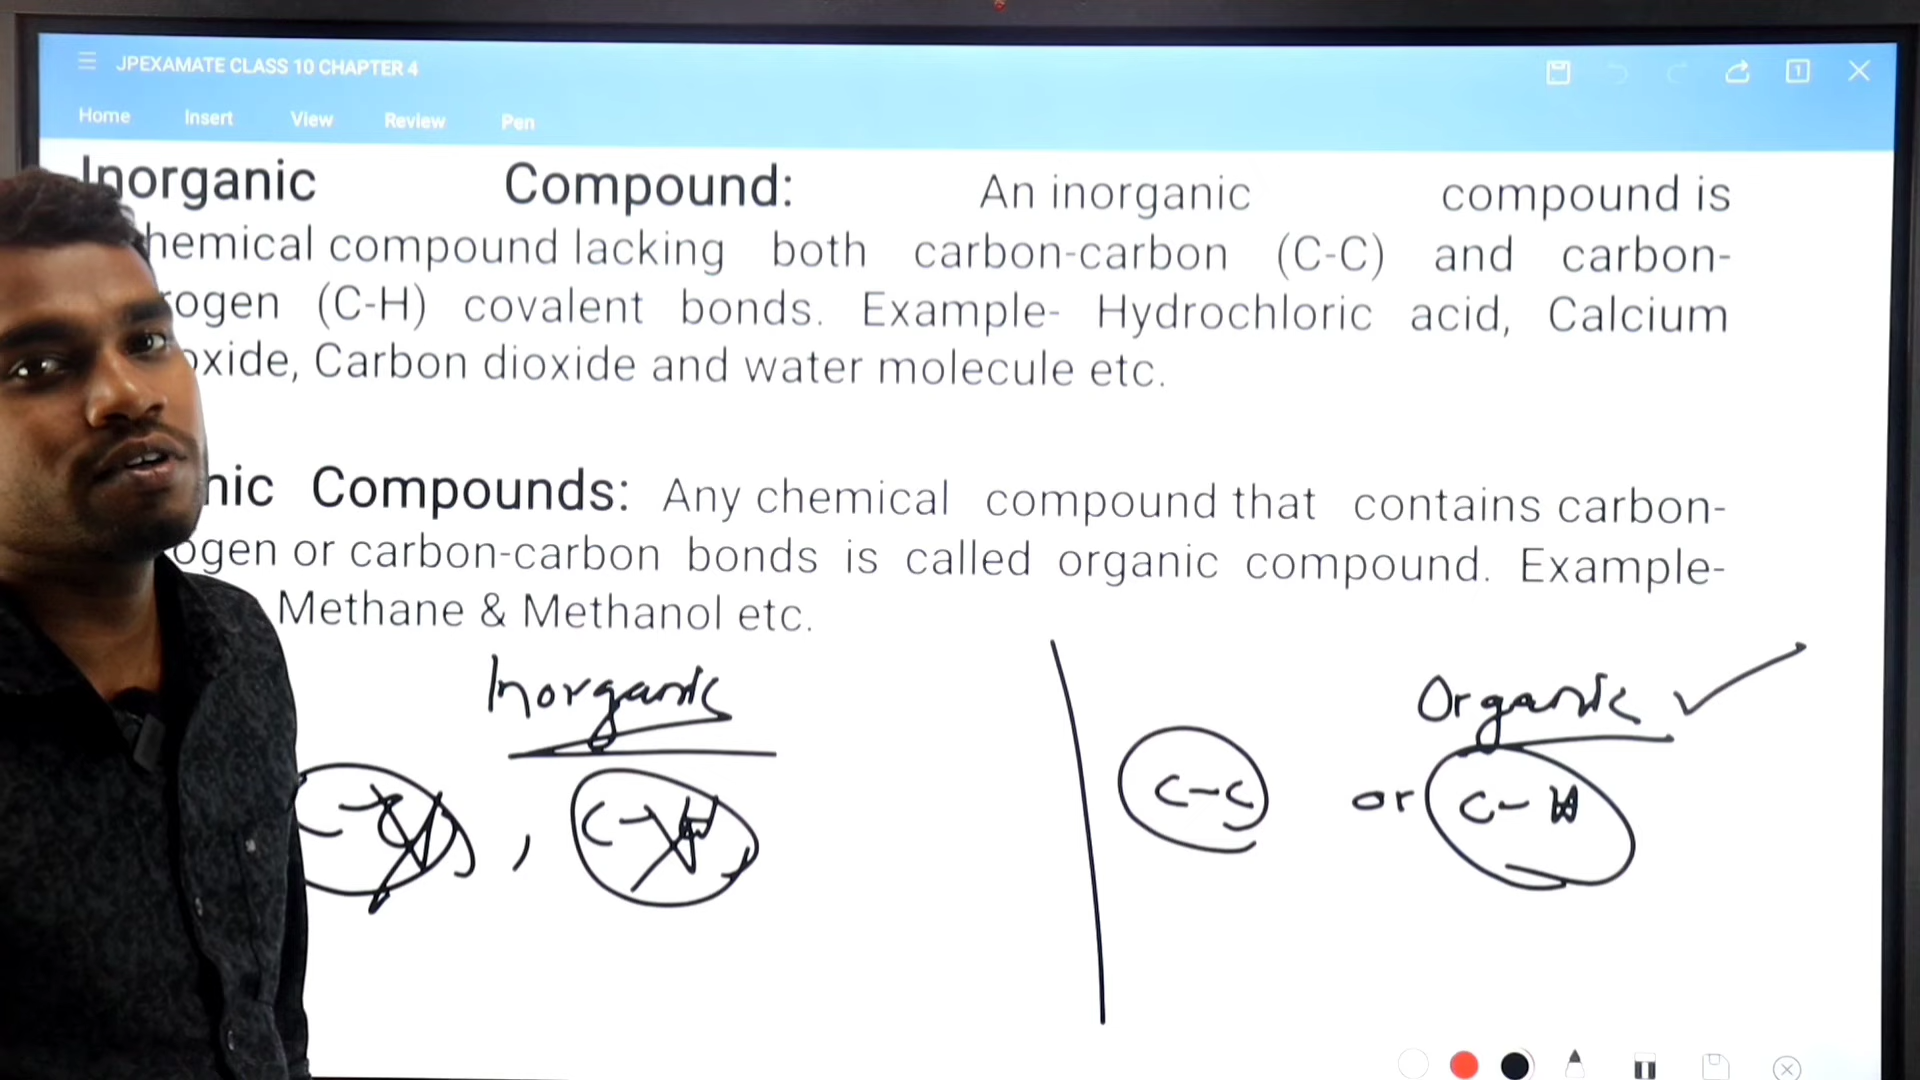 JPEXAMATE CLASS 10 CHAPTER 4
Home Insert View Review Pen
Inorganic Compound: An inorganic compound is
hemical compound lacking both carbon-carbon (C-C) and carbon-
rogen (C-H) covalent bonds. Example- Hydrochloric acid, Calcium
oxide, Carbon dioxide and water molecule etc.
nic Compounds: Any chemical compound that contains carbon-
ogen or carbon-carbon bonds is called organic compound. Example-
Methane & Methanol etc.
Inorganic Organic ✓
C-C, C-H C-C or C-H